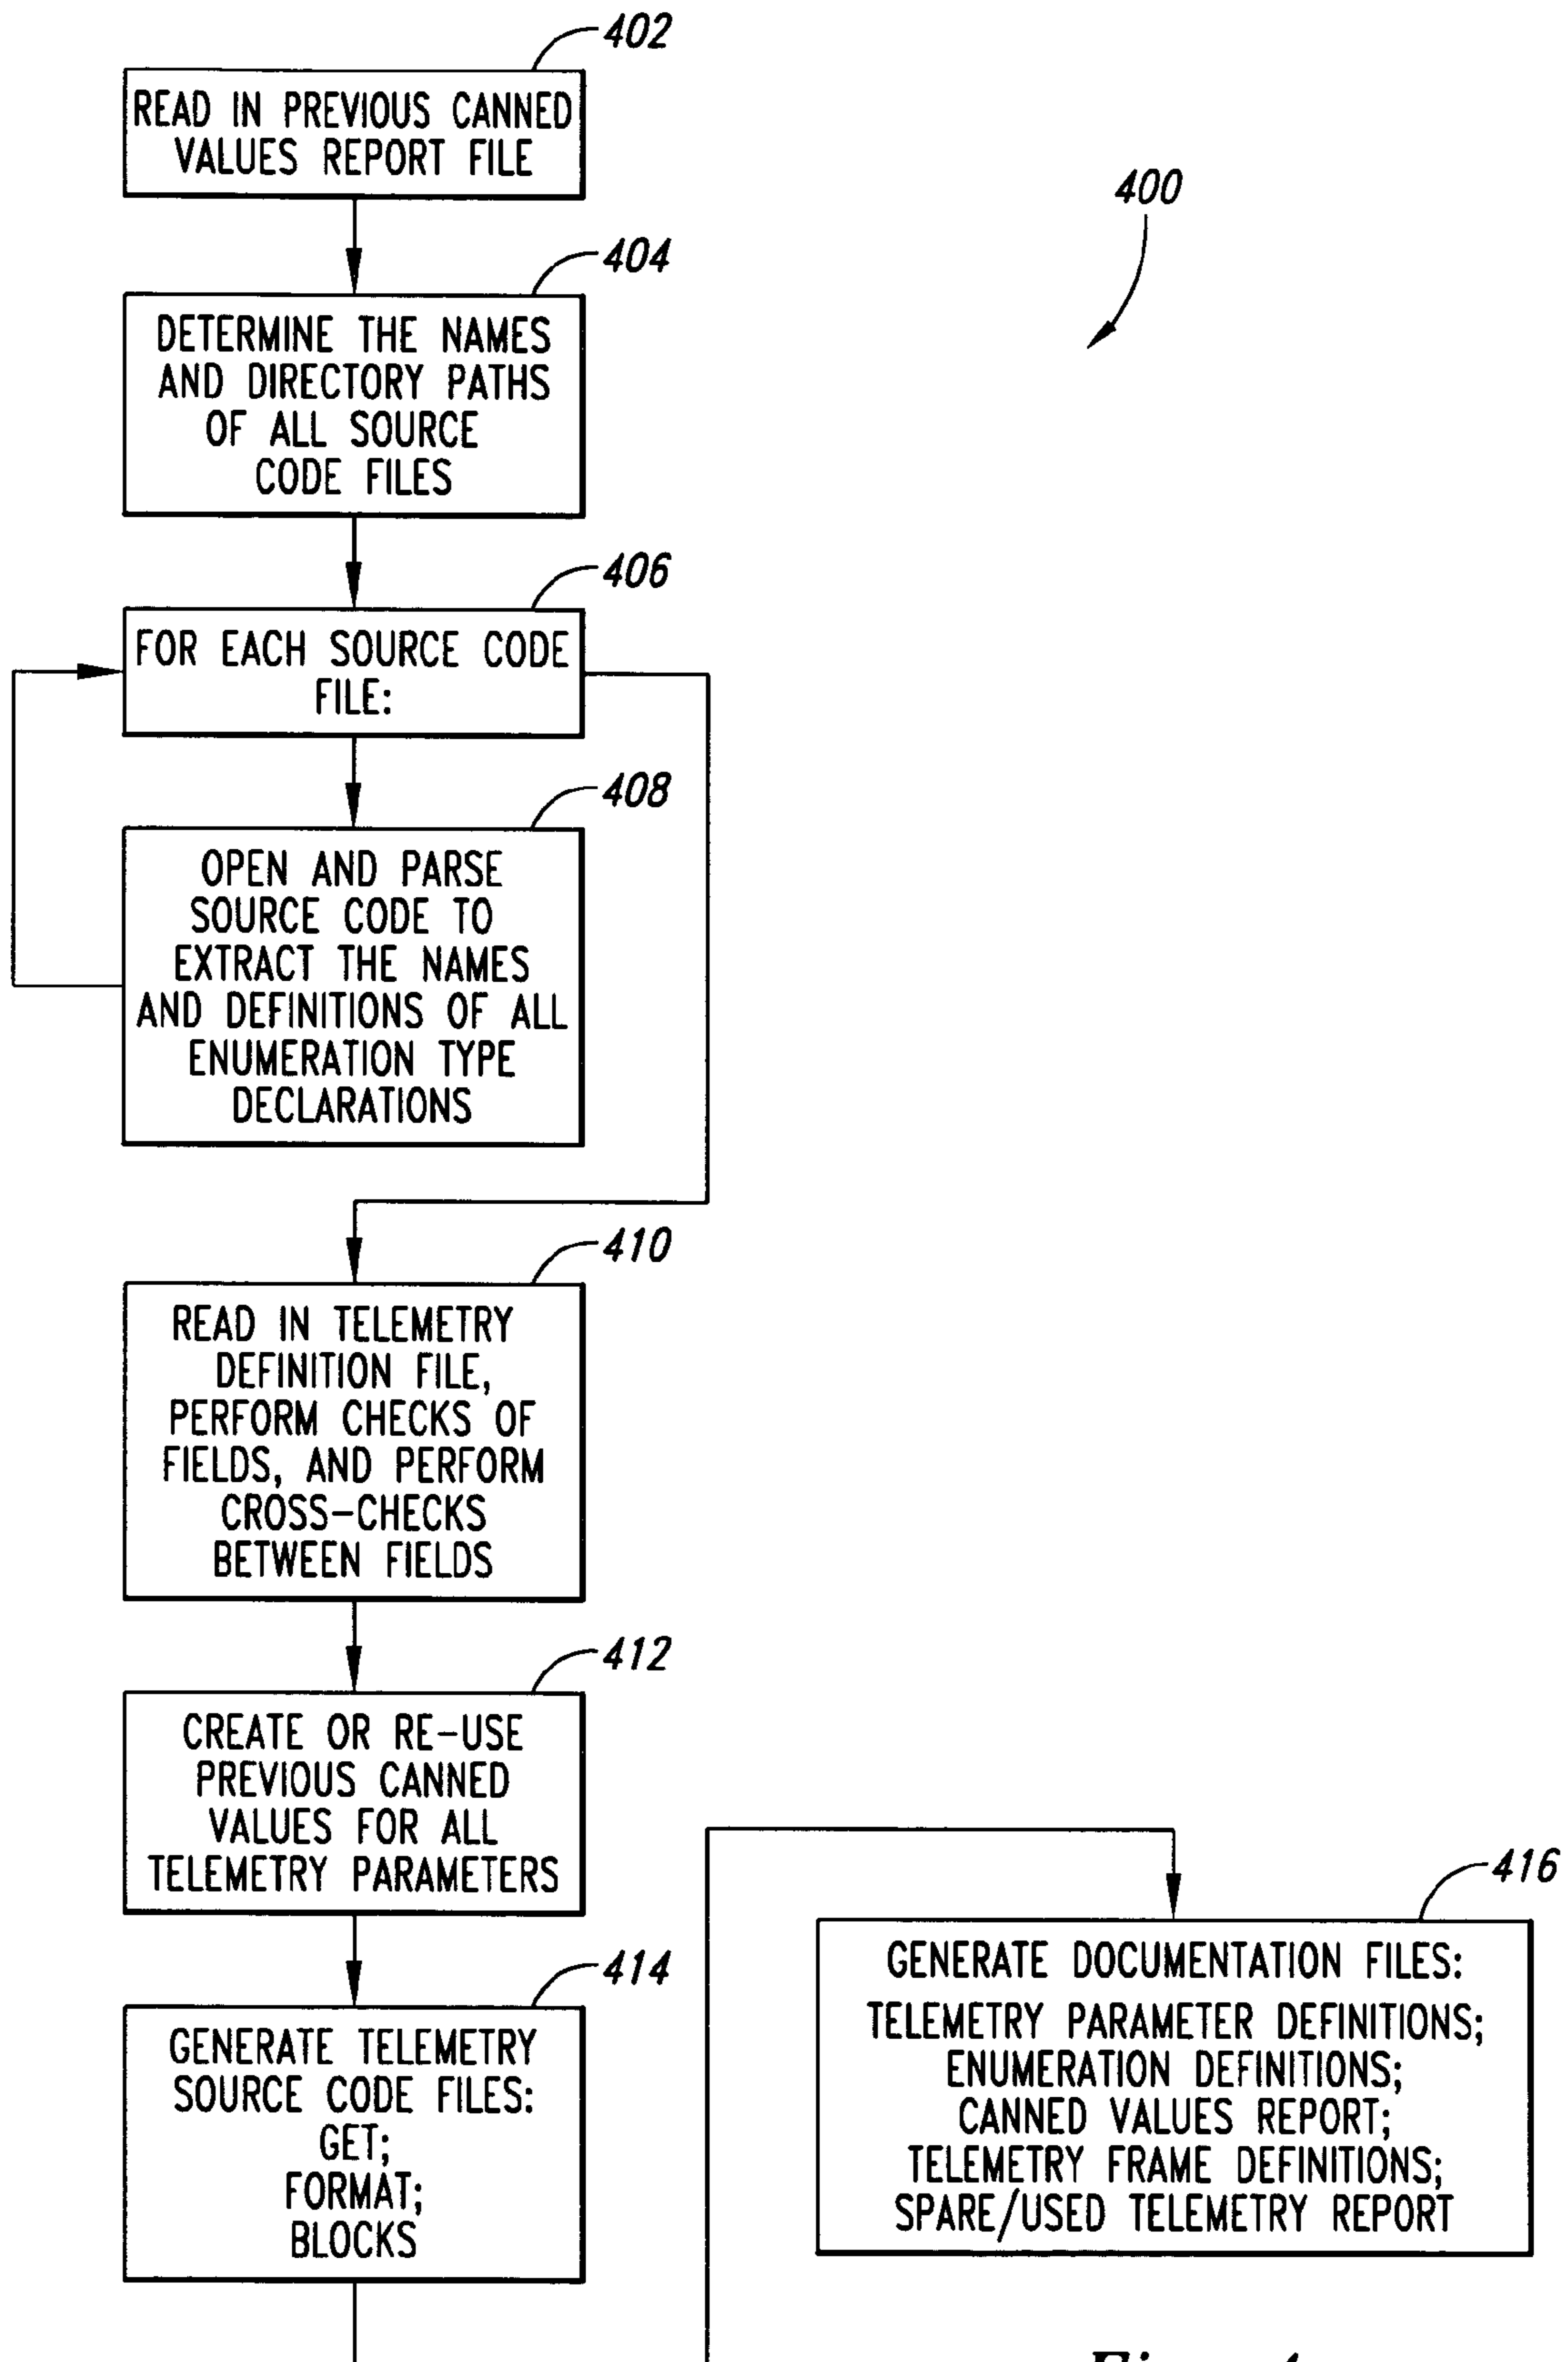 402
READ IN PREVIOUS CANNED
VALUES REPORT FILE
400
404
DETERMINE THE NAMES
AND DIRECTORY PATHS
OF ALL SOURCE
CODE FILES
406
FOR EACH SOURCE CODE
FILE:
408
OPEN AND PARSE
SOURCE CODE TO
EXTRACT THE NAMES
AND DEFINITIONS OF ALL
ENUMERATION TYPE
DECLARATIONS
410
READ IN TELEMETRY
DEFINITION FILE,
PERFORM CHECKS OF
FIELDS, AND PERFORM
CROSS-CHECKS
BETWEEN FIELDS
412
CREATE OR RE-USE
PREVIOUS CANNED
VALUES FOR ALL
TELEMETRY PARAMETERS
414
GENERATE TELEMETRY
SOURCE CODE FILES:
GET;
FORMAT;
BLOCKS
416
GENERATE DOCUMENTATION FILES:
TELEMETRY PARAMETER DEFINITIONS;
ENUMERATION DEFINITIONS;
CANNED VALUES REPORT;
TELEMETRY FRAME DEFINITIONS;
SPARE/USED TELEMETRY REPORT